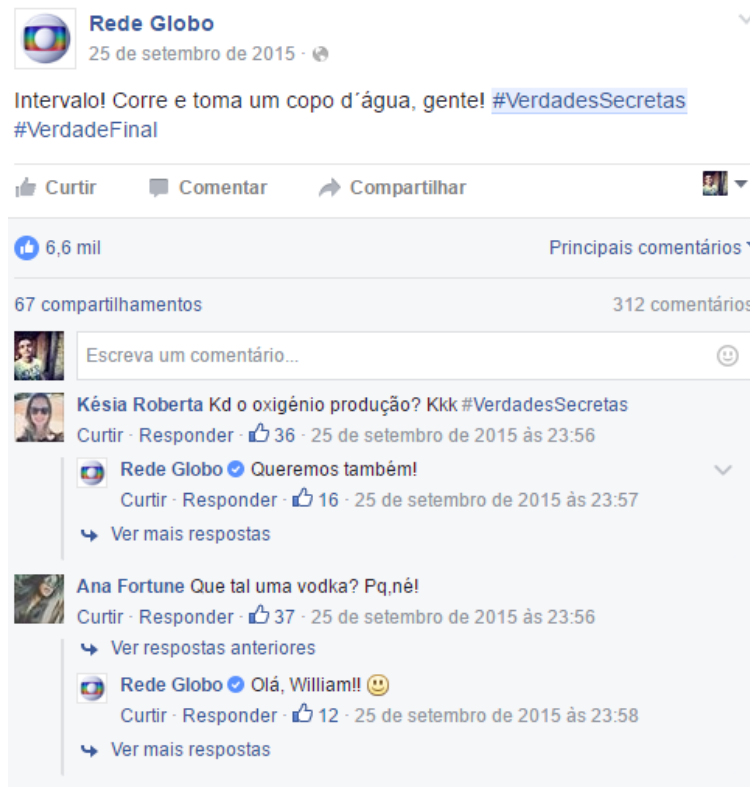 Rede Globo
25 de setembro de 2015 ·
Intervalo! Corre e toma um copo d´água, gente! #VerdadesSecretas
#VerdadeFinal
Curtir Comentar Compartilhar
6,6 mil Principais comentários
67 compartilhamentos 312 comentários
Escreva um comentário...
Késia Roberta Kd o oxigénio produção? Kkk #VerdadesSecretas
Curtir · Responder · 36 · 25 de setembro de 2015 às 23:56
Rede Globo Queremos também!
Curtir · Responder · 16 · 25 de setembro de 2015 às 23:57
Ver mais respostas
Ana Fortune Que tal uma vodka? Pq,né!
Curtir · Responder · 37 · 25 de setembro de 2015 às 23:56
Ver respostas anteriores
Rede Globo Olá, William!!
Curtir · Responder · 12 · 25 de setembro de 2015 às 23:58
Ver mais respostas